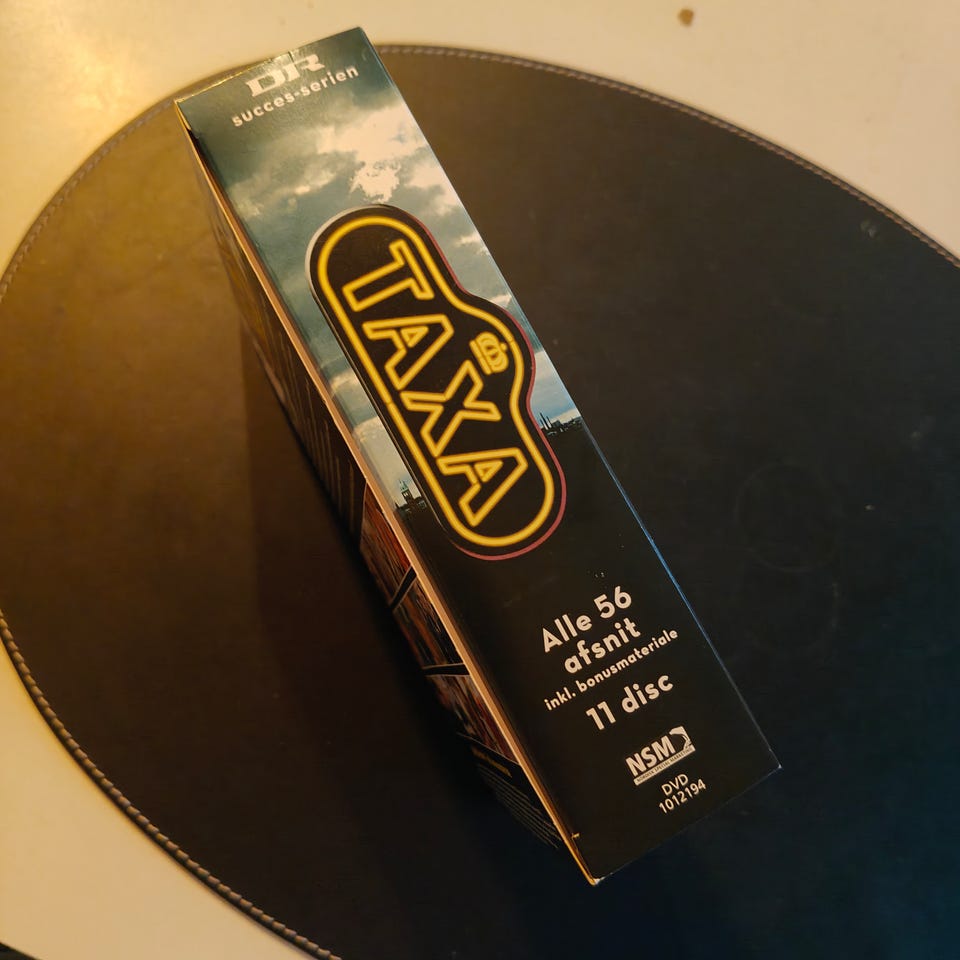 DR
succes-serien
TAXA
Alle 56
afsnit
inkl. bonusmateriale
11 disc
NSM
DVD
1012194